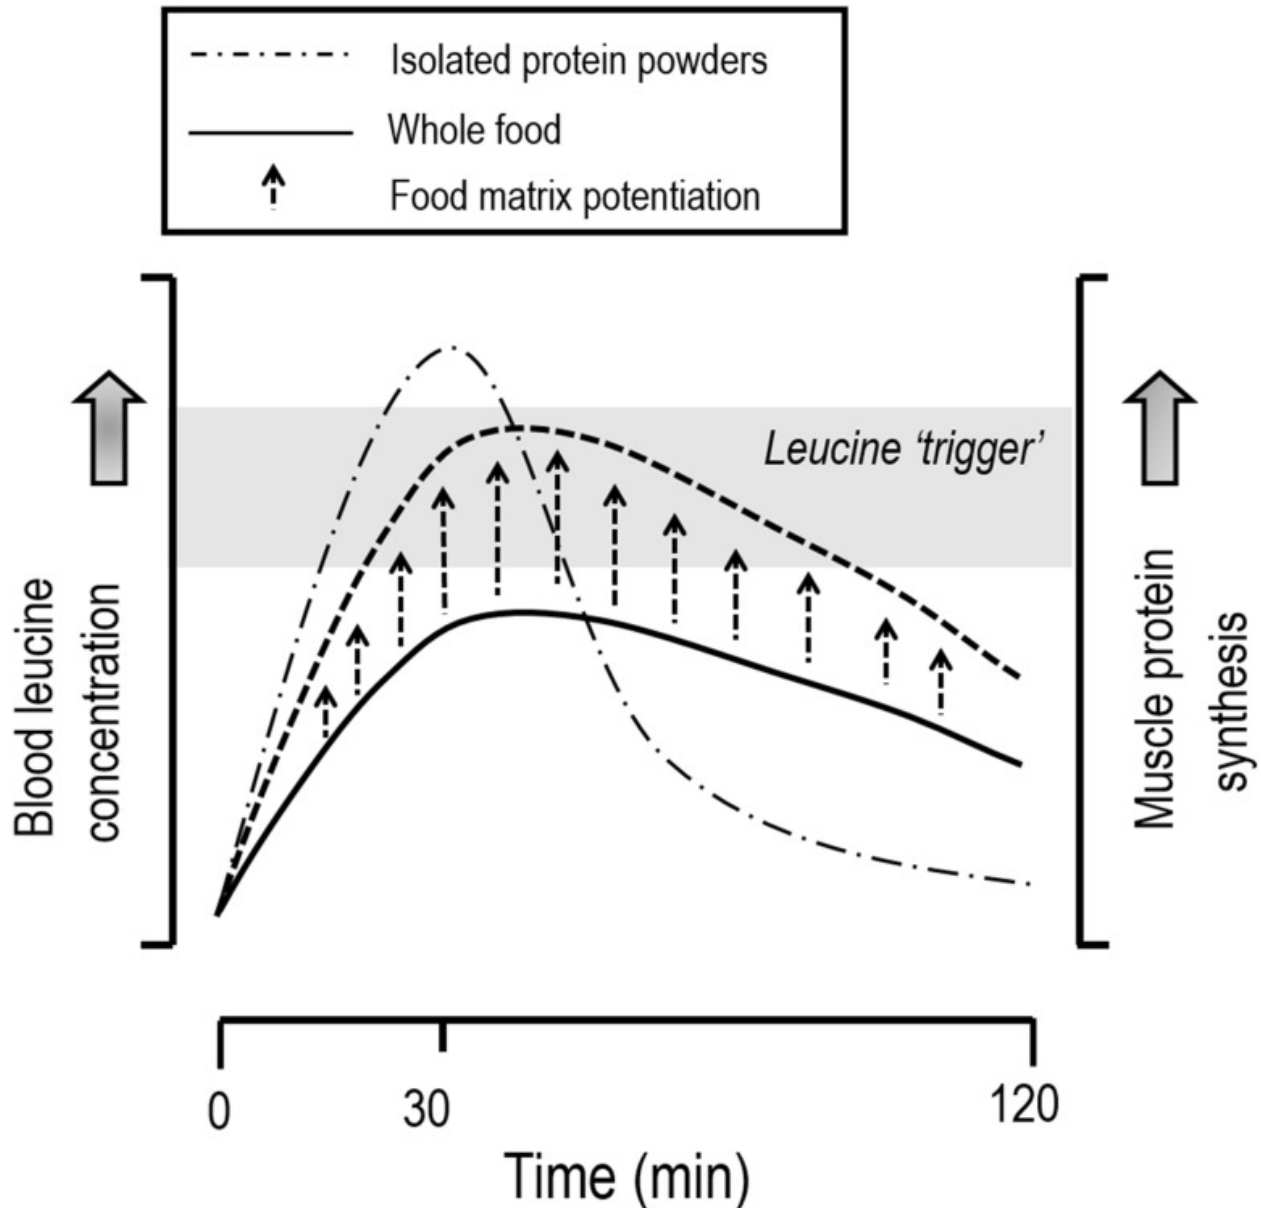 Isolated protein powders
Whole food
Food matrix potentiation
Leucine ‘trigger’
Blood leucine
concentration
Muscle protein
synthesis
0
30
120
Time (min)